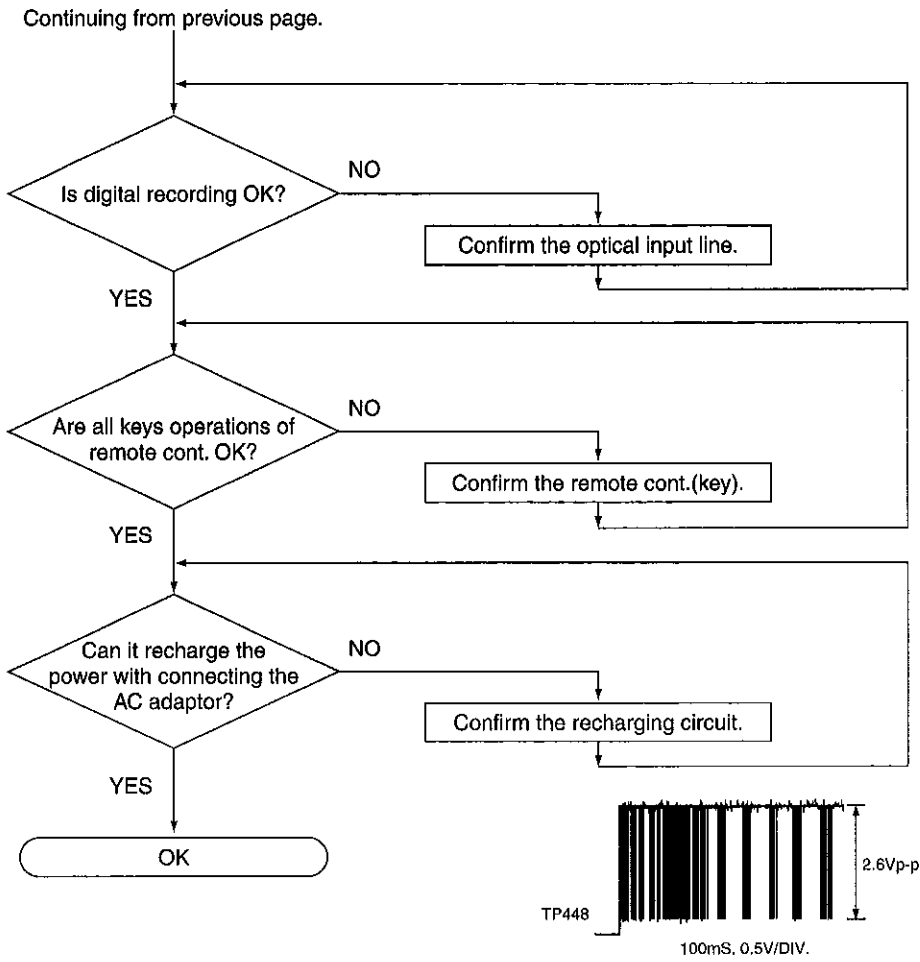 Continuing from previous page.
Is digital recording OK?
NO
Confirm the optical input line.
YES
Are all keys operations of
remote cont. OK?
NO
Confirm the remote cont.(key).
YES
Can it recharge the
power with connecting the
AC adaptor?
NO
Confirm the recharging circuit.
YES
OK
2.6Vp-p
TP448
100mS, 0.5V/DIV.